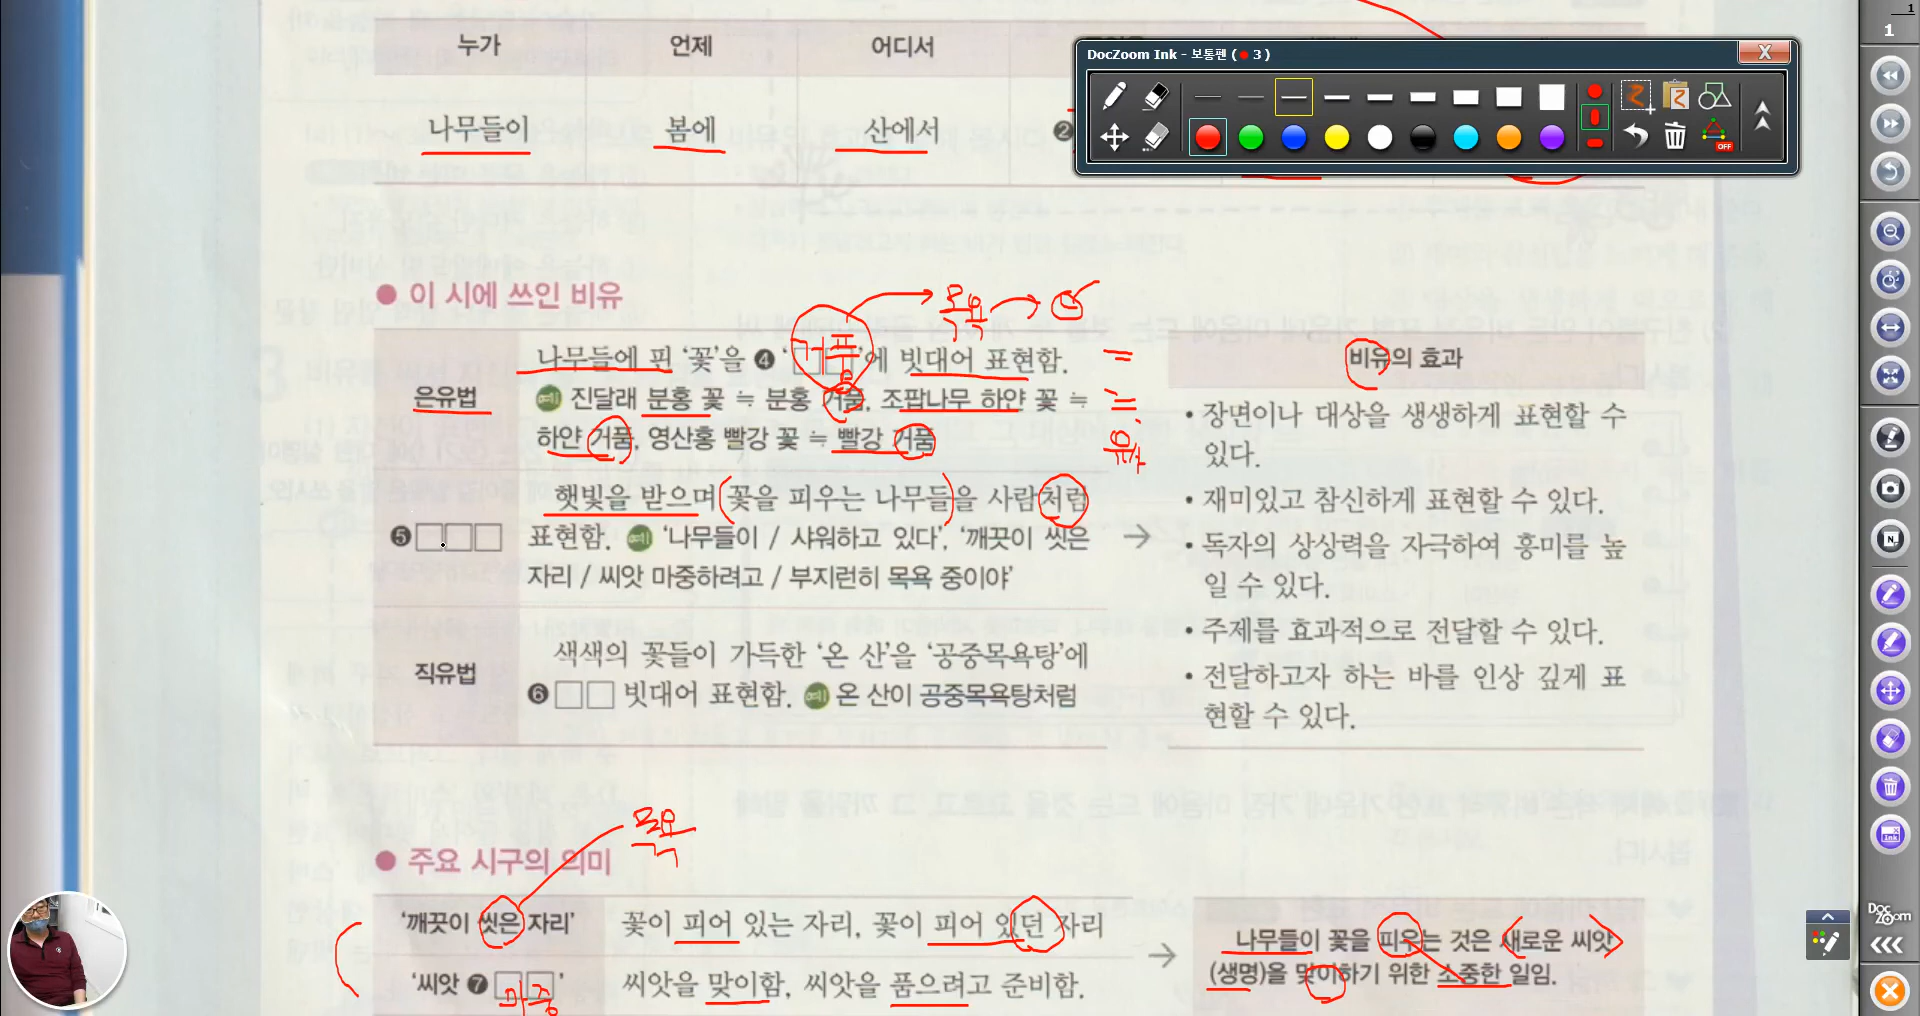 1
1
누가 언제 어디서
DocZoom Ink - 보통펜 ( 3 )
X
나무들이 봄에 산에서 ❷
OFF
● 이 시에 쓰인 비유
목욕
은유법
나무들에 핀 '꽃'을 ❹ '□□'에 빗대어 표현함.
거품
예 진달래 분홍 꽃 ≒ 분홍 거품, 조팝나무 하얀 꽃 ≒
하얀 거품, 영산홍 빨강 꽃 ≒ 빨강 거품
=
≒
유사
❺ □□□
햇빛을 받으며 꽃을 피우는 나무들을 사람처럼
표현함. 예 '나무들이 / 샤워하고 있다', '깨끗이 씻은
자리 / 씨앗 마중하려고 / 부지런히 목욕 중이야'
직유법
색색의 꽃들이 가득한 '온 산'을 '공중목욕탕'에
❻ □□ 빗대어 표현함. 예 온 산이 공중목욕탕처럼
→
비유의 효과
• 장면이나 대상을 생생하게 표현할 수
있다.
• 재미있고 참신하게 표현할 수 있다.
• 독자의 상상력을 자극하여 흥미를 높
일 수 있다.
• 주제를 효과적으로 전달할 수 있다.
• 전달하고자 하는 바를 인상 깊게 표
현할 수 있다.
목욕
● 주요 시구의 의미
'깨끗이 씻은 자리' 꽃이 피어 있는 자리, 꽃이 피어 있던 자리
'씨앗 ❼ □□' 씨앗을 맞이함, 씨앗을 품으려고 준비함.
마중
→
나무들이 꽃을 피우는 것은 새로운 씨앗
(생명)을 맞이하기 위한 소중한 일임.
N
Ink
Doc
Zoom